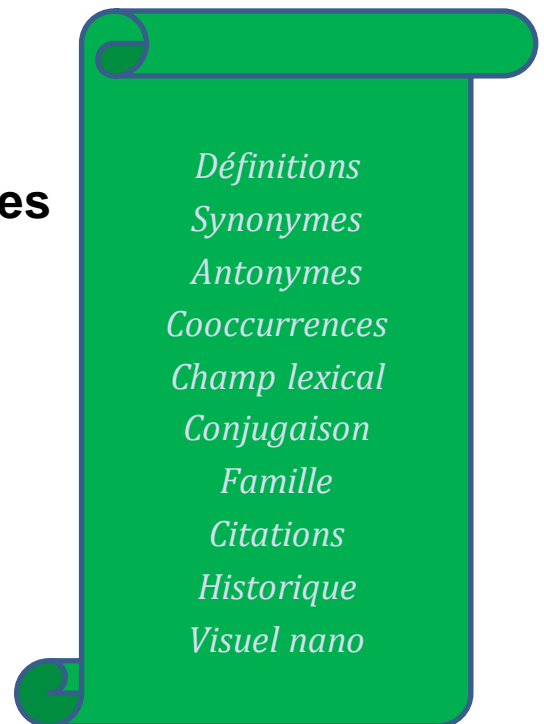 es
Définitions
Synonymes
Antonymes
Cooccurrences
Champ lexical
Conjugaison
Famille
Citations
Historique
Visuel nano